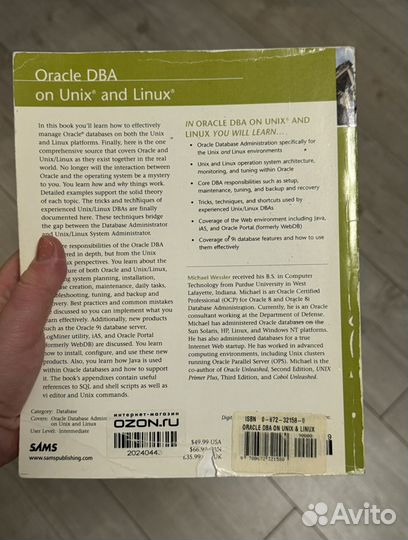 Oracle DBA
on Unix® and Linux®
In this book you'll learn how to effectively
manage Oracle® databases on both the Unix
and Linux platforms. Finally, here is the one
comprehensive source that covers Oracle and
Unix/Linux as they exist together in the real
world. No longer will the interaction between
Oracle and the operating system be a mystery
to you. You learn how and why things work.
Detailed examples support the solid theory
of each topic. The tricks and techniques of
experienced Unix/Linux DBAs are finally
documented here. These techniques bridge
the gap between the Database Administrator
and Unix/Linux System Administrator.
responsibilities of the Oracle DBA
in depth, but from the Unix
perspectives. You learn about the
of both Oracle and Unix/Linux,
system planning, installation,
creation, maintenance, daily tasks,
tuning, and backup and
Best practices and common mistakes
discussed so you can implement what you
earn effectively. Additionally, new products
such as the Oracle 9i database server,
LogMiner utility, iAS, and Oracle Portal
(formerly WebDB) are discussed. You learn
how to install, configure, and use these new
products. Also, you learn how Java is used
within Oracle databases and how to support
it. The book's appendixes contain useful
references to SQL and shell scripts as well as
vi editor and Unix commands.
IN ORACLE DBA ON UNIX® AND
LINUX® YOU WILL LEARN...
• Oracle Database Administration specifically for
the Unix and Linux environments
• Unix and Linux operation system architecture,
monitoring, and tuning within Oracle
• Core DBA responsibilities such as setup,
maintenance, tuning, and backup and recovery
• Tricks, techniques, and shortcuts used by
experienced Unix/Linux DBAs
• Coverage of the Web environment including Java,
iAS, and Oracle Portal (formerly WebDB)
• Coverage of 9i database features and how to use
them effectively
Michael Wessler received his B.S. in Computer
Technology from Purdue University in West
Lafayette, Indiana. Michael is an Oracle Certified
Professional (OCP) for Oracle 8 and Oracle 8i
Database Administration. Currently, he is an Oracle
consultant working at the Department of Defense.
Michael has administered Oracle databases on the
Sun Solaris, HP, Linux, and Windows NT platforms.
He has also administered databases for a true
Internet Web startup. He has worked in advanced
computing environments, including Unix clusters
running Oracle Parallel Server (OPS). Michael is the
co-author of Oracle Unleashed, Second Edition, UNIX
Primer Plus, Third Edition, and Cobol Unleashed.
Category: Database
Covers: Oracle Database Admin
on Unix and Linux
User Level: Intermediate
SAMS
www.samspublishing.com
интернет-магазин
OZON.ru
$49.99 USA
ISBN 0-672-32158-0
ORACLE DBA ON UNIX & LINUX
9 780672 321580
Avito